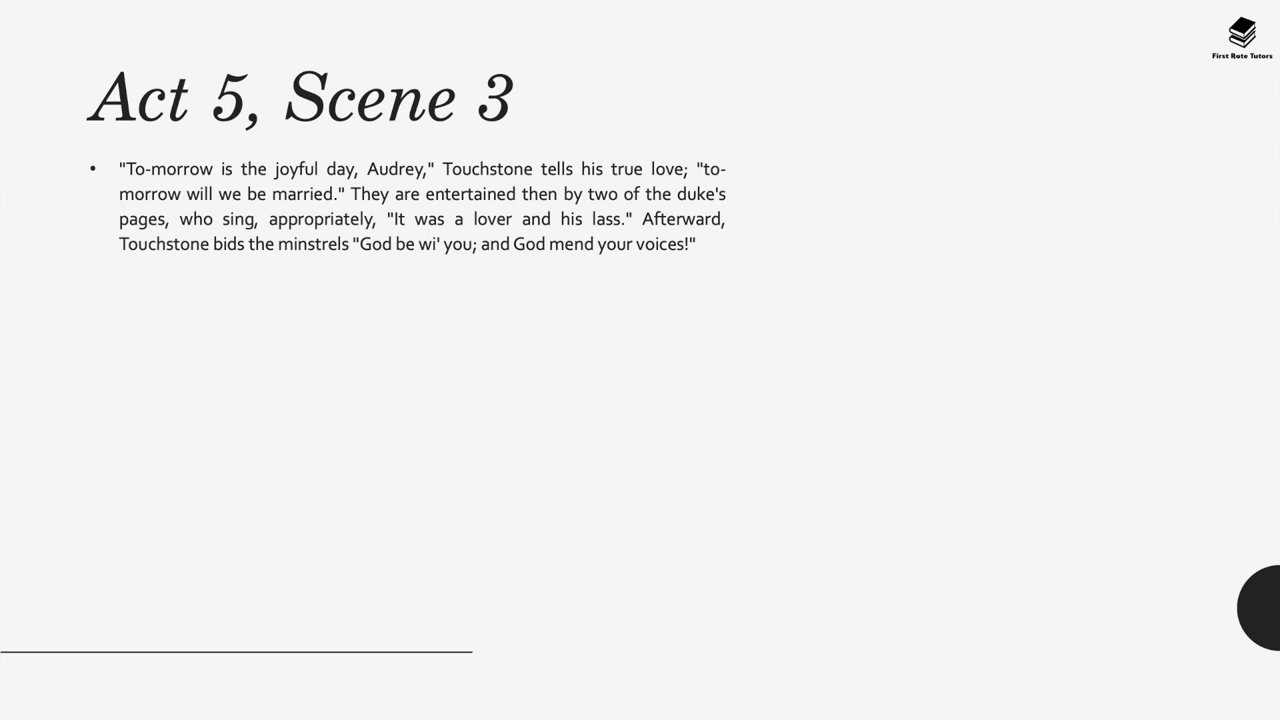 First Rate Tutors
Act 5, Scene 3
• "To-morrow is the joyful day, Audrey," Touchstone tells his true love; "to-
morrow will we be married." They are entertained then by two of the duke's
pages, who sing, appropriately, "It was a lover and his lass." Afterward,
Touchstone bids the minstrels "God be wi' you; and God mend your voices!"